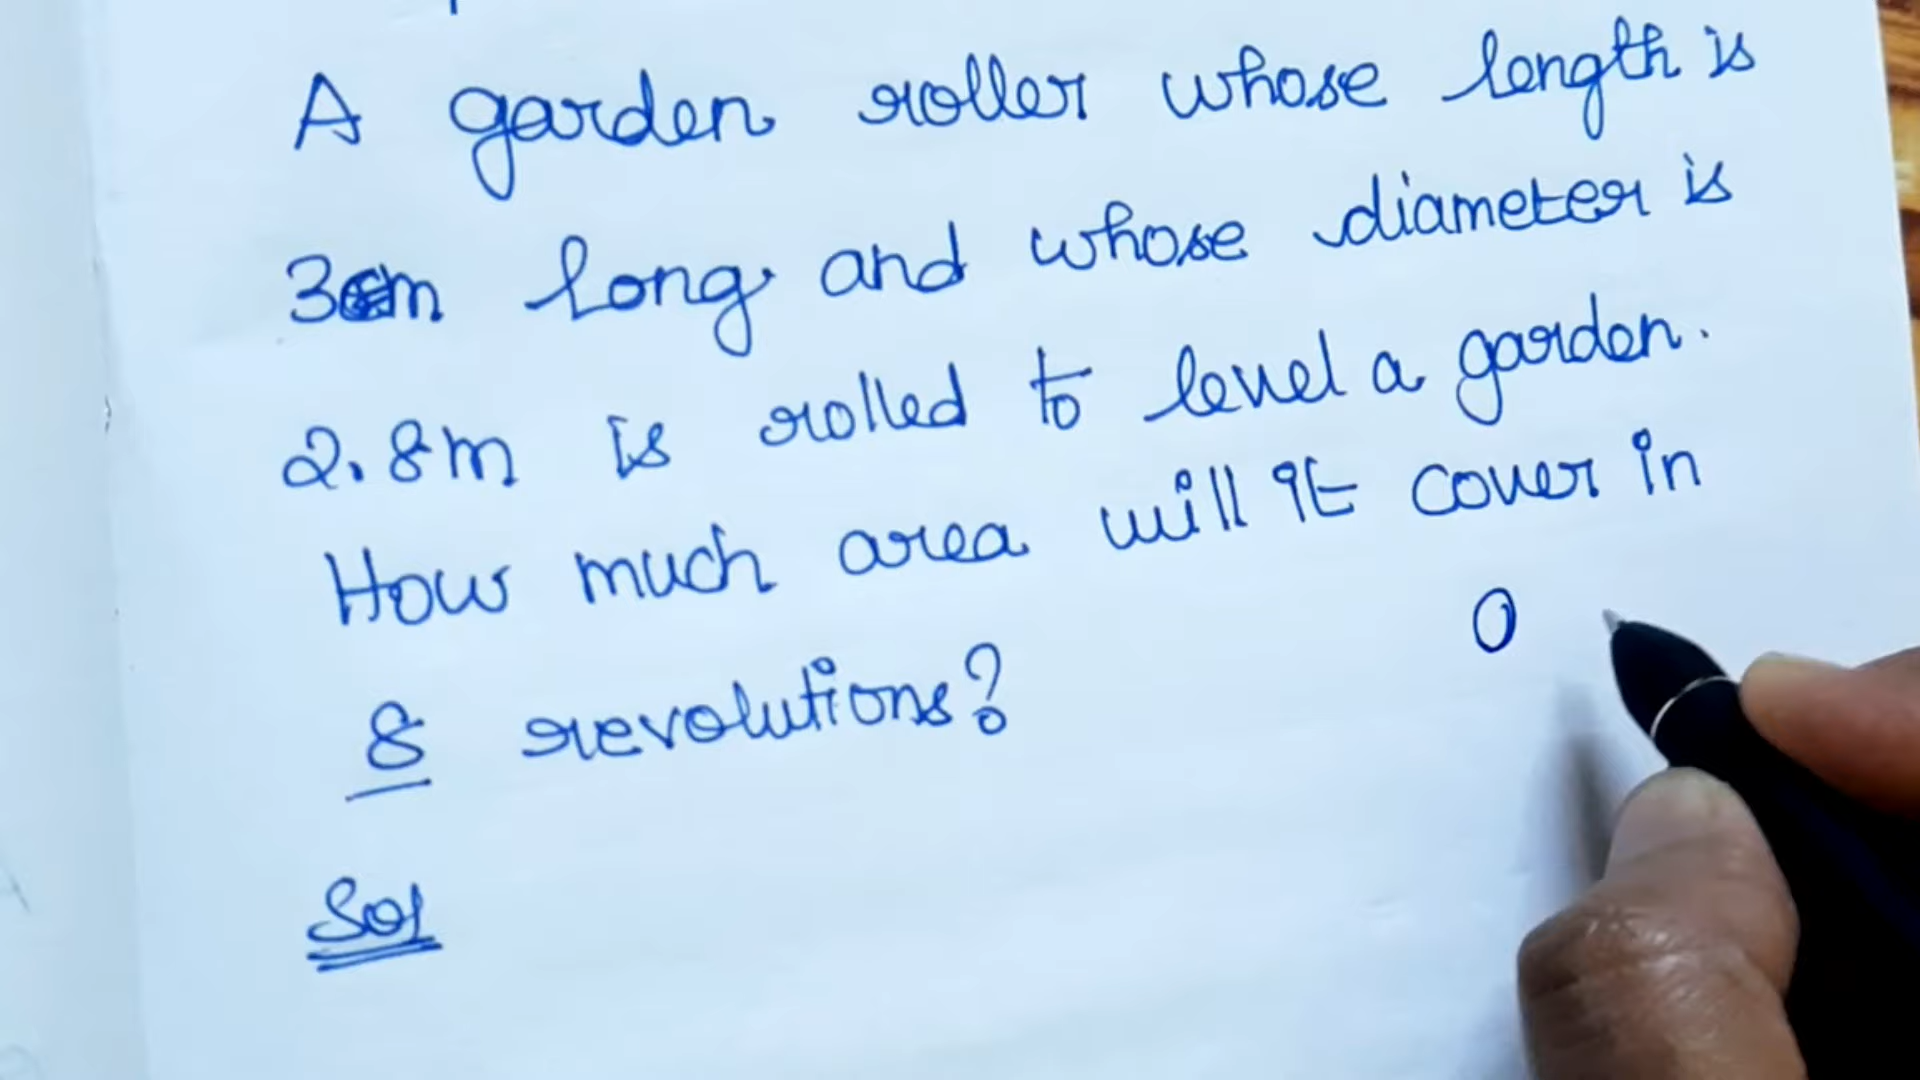 A garden roller whose length is
3m long and whose diameter is
2.8m is rolled to level a garden.
How much area will it cover in
8 revolutions?
0
Sol